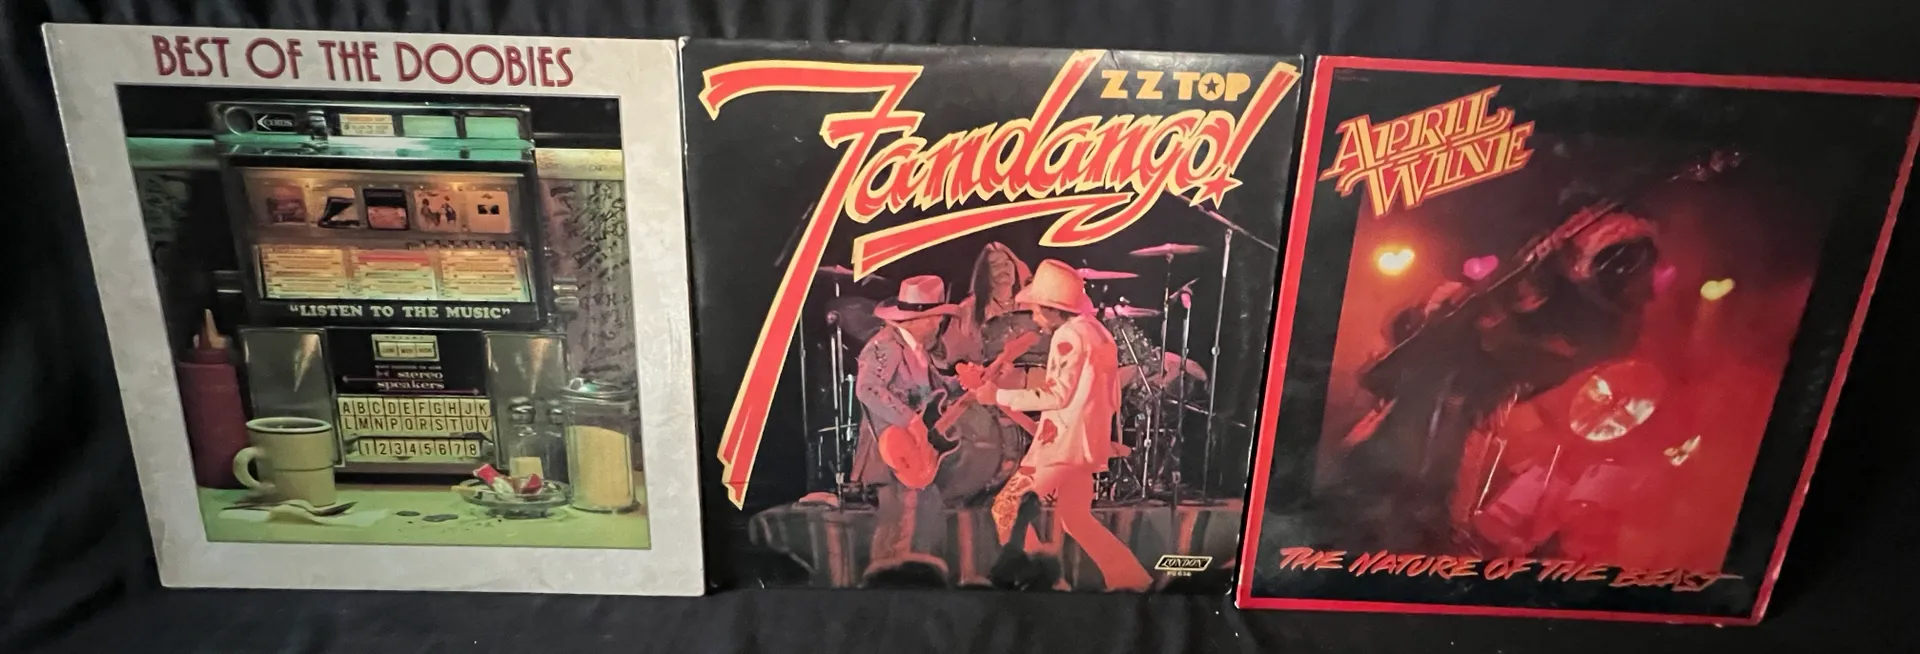 BEST OF THE DOOBIES
"LISTEN TO THE MUSIC"
stereo
speakers
ABCDEFGHJK
LMNPQRSTUV
12345678
ZZ TOP
Fandango!
LONDON
APRIL
WINE
THE NATURE OF THE BEAST